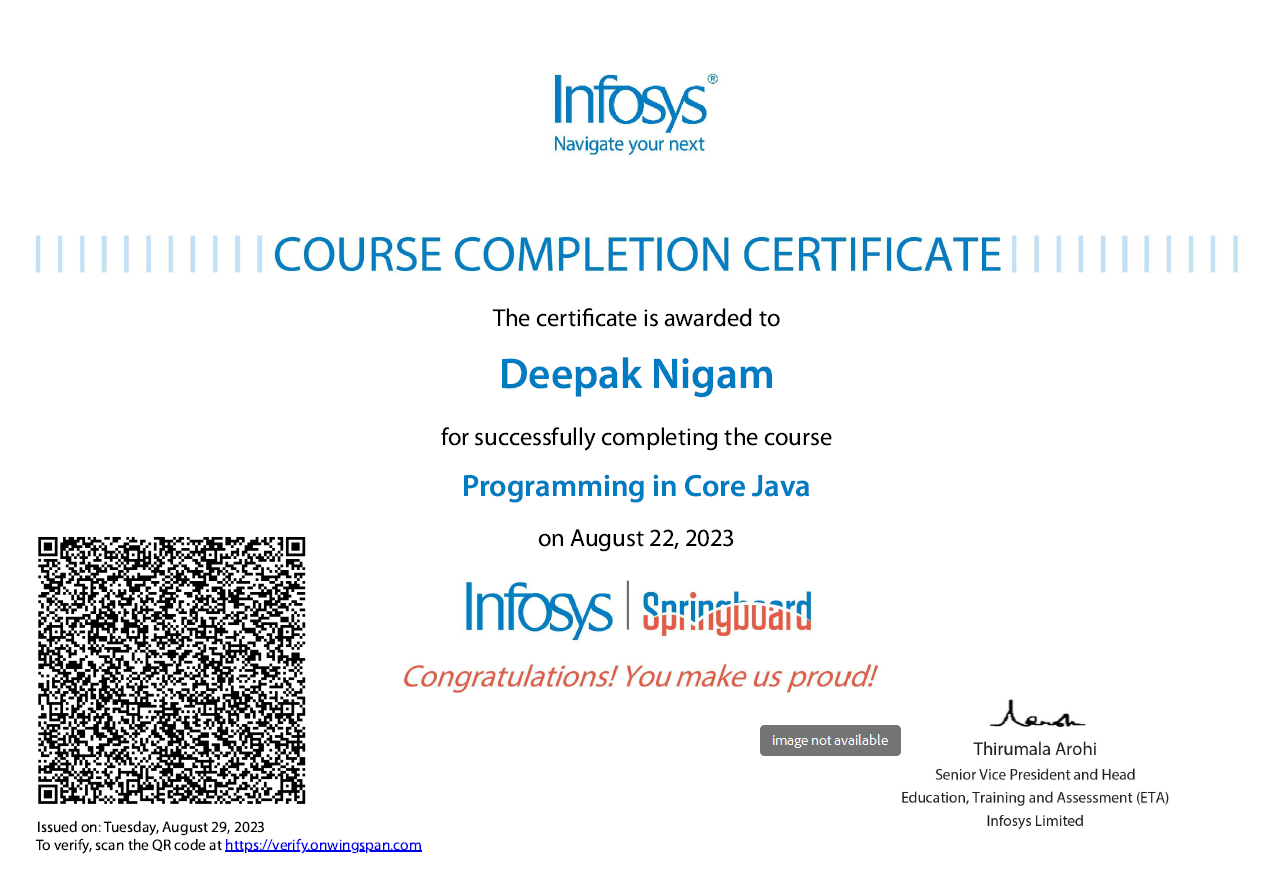 Infosys®
Navigate your next
COURSE COMPLETION CERTIFICATE
The certificate is awarded to
Deepak Nigam
for successfully completing the course
Programming in Core Java
on August 22, 2023
Infosys | Springboard
Congratulations! You make us proud!
image not available
Thirumala Arohi
Senior Vice President and Head
Education, Training and Assessment (ETA)
Infosys Limited
Issued on: Tuesday, August 29, 2023
To verify, scan the QR code at https://verify.onwingspan.com